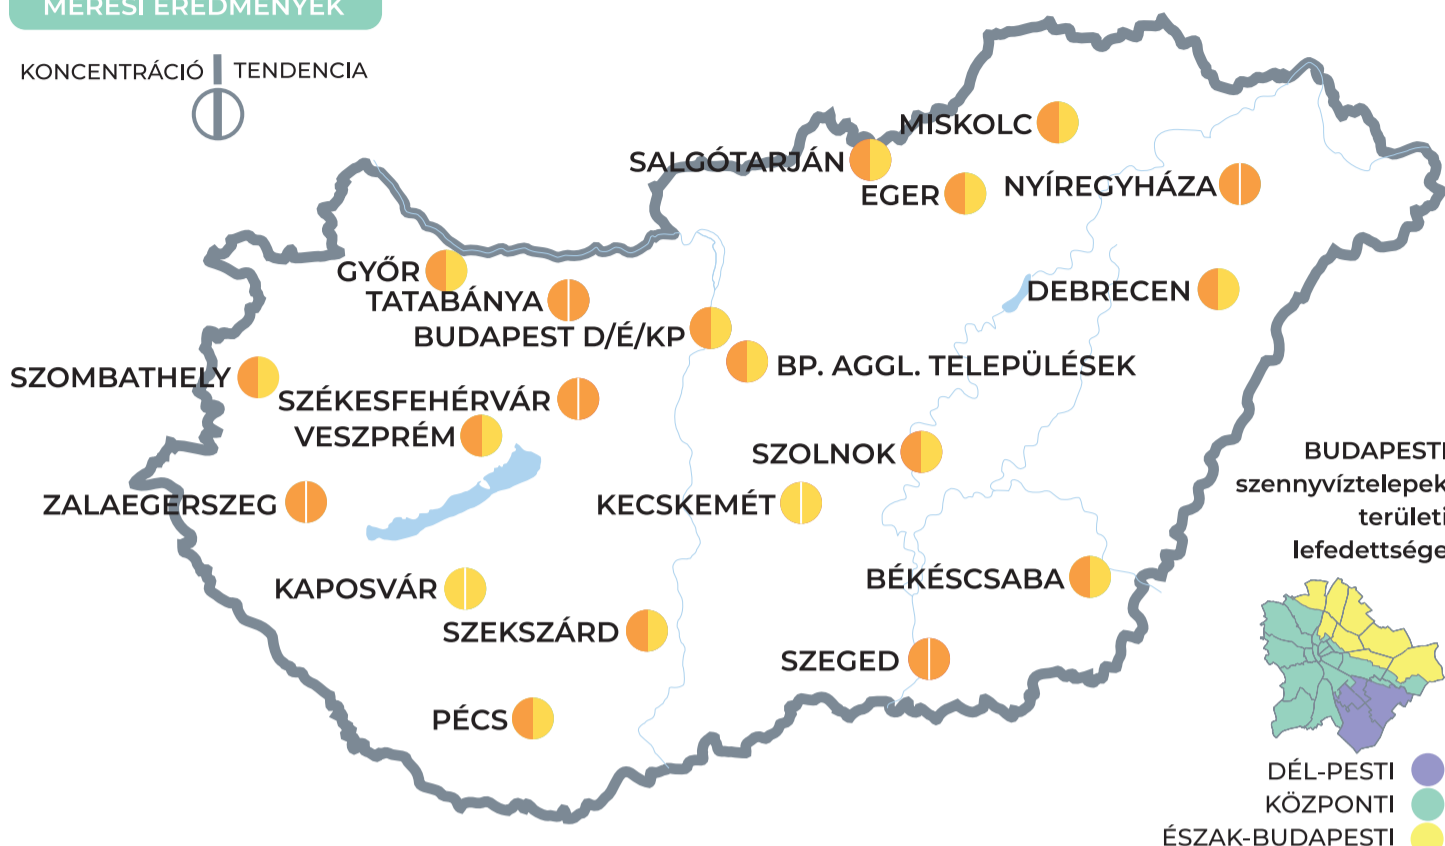 MÉRÉSI EREDMÉNYEK
KONCENTRÁCIÓ TENDENCIA
MISKOLC
SALGÓTARJÁN
EGER
NYÍREGYHÁZA
GYŐR
TATABÁNYA
DEBRECEN
BUDAPEST D/É/KP
BP. AGGL. TELEPÜLÉSEK
SZOMBATHELY
SZÉKESFEHÉRVÁR
VESZPRÉM
SZOLNOK
ZALAEGERSZEG
KECSKEMÉT
BUDAPESTI
szennyvíztelepek
területi
lefedettsége
KAPOSVÁR
BÉKÉSCSABA
SZEKSZÁRD
SZEGED
PÉCS
DÉL-PESTI
KÖZPONTI
ÉSZAK-BUDAPESTI